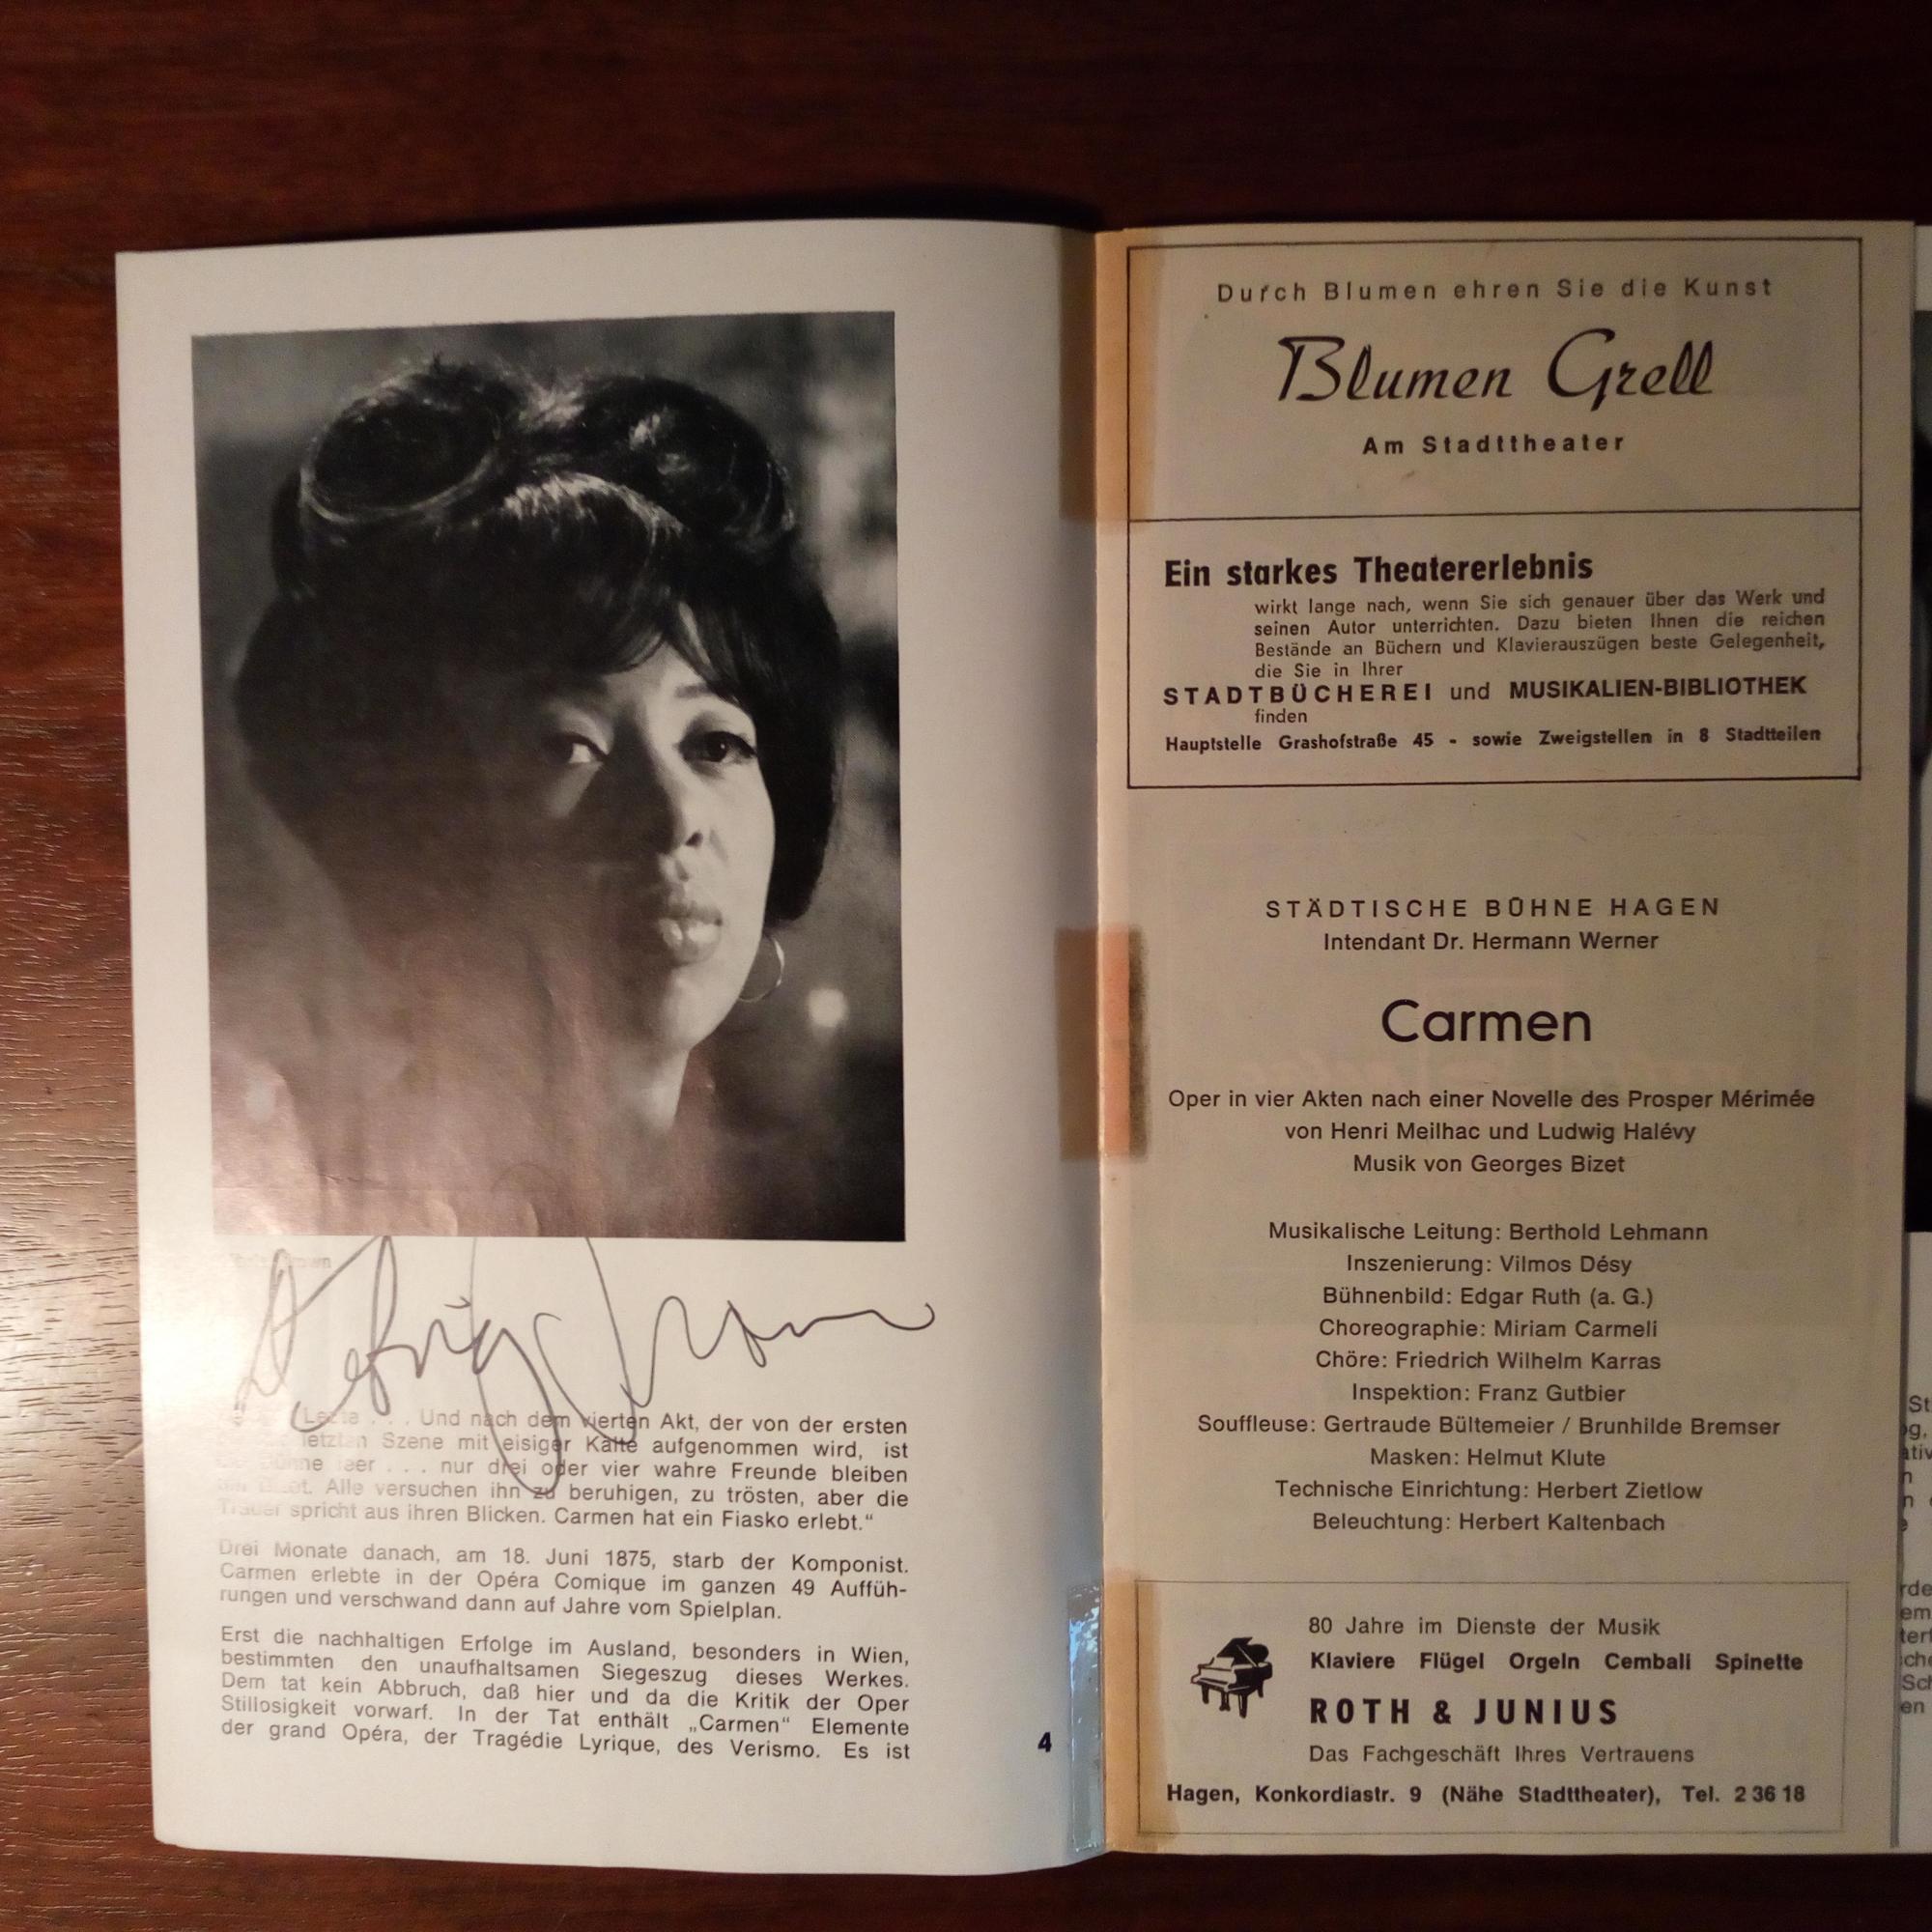 4
Lezte . . . Und nach dem vierten Akt, der von der ersten
letzten Szene mit eisiger Kälte aufgenommen wird, ist
Bühne leer . . . nur drei oder vier wahre Freunde bleiben
mit Bizet. Alle versuchen ihn zu beruhigen, zu trösten, aber die
Trauer spricht aus ihren Blicken. Carmen hat ein Fiasko erlebt.“
Drei Monate danach, am 18. Juni 1875, starb der Komponist.
Carmen erlebte in der Opéra Comique im ganzen 49 Auffüh-
rungen und verschwand dann auf Jahre vom Spielplan.
Erst die nachhaltigen Erfolge im Ausland, besonders in Wien,
bestimmten den unaufhaltsamen Siegeszug dieses Werkes.
Dem tat kein Abbruch, daß hier und da die Kritik der Oper
Stillosigkeit vorwarf. In der Tat enthält „Carmen“ Elemente
der grand Opéra, der Tragédie Lyrique, des Verismo. Es ist
Durch Blumen ehren Sie die Kunst
Blumen Grell
Am Stadttheater
Ein starkes Theatererlebnis
wirkt lange nach, wenn Sie sich genauer über das Werk und
seinen Autor unterrichten. Dazu bieten Ihnen die reichen
Bestände an Büchern und Klavierauszügen beste Gelegenheit,
die Sie in Ihrer
STADTBÜCHEREI und MUSIKALIEN-BIBLIOTHEK
finden
Hauptstelle Grashofstraße 45 - sowie Zweigstellen in 8 Stadtteilen
STÄDTISCHE BÜHNE HAGEN
Intendant Dr. Hermann Werner
Carmen
Oper in vier Akten nach einer Novelle des Prosper Mérimée
von Henri Meilhac und Ludwig Halévy
Musik von Georges Bizet
Musikalische Leitung: Berthold Lehmann
Inszenierung: Vilmos Désy
Bühnenbild: Edgar Ruth (a. G.)
Choreographie: Miriam Carmeli
Chöre: Friedrich Wilhelm Karras
Inspektion: Franz Gutbier
Souffleuse: Gertraude Bültemeier / Brunhilde Bremser
Masken: Helmut Klute
Technische Einrichtung: Herbert Zietlow
Beleuchtung: Herbert Kaltenbach
80 Jahre im Dienste der Musik
Klaviere Flügel Orgeln Cembali Spinette
ROTH & JUNIUS
Das Fachgeschäft Ihres Vertrauens
Hagen, Konkordiastr. 9 (Nähe Stadttheater), Tel. 2 36 18